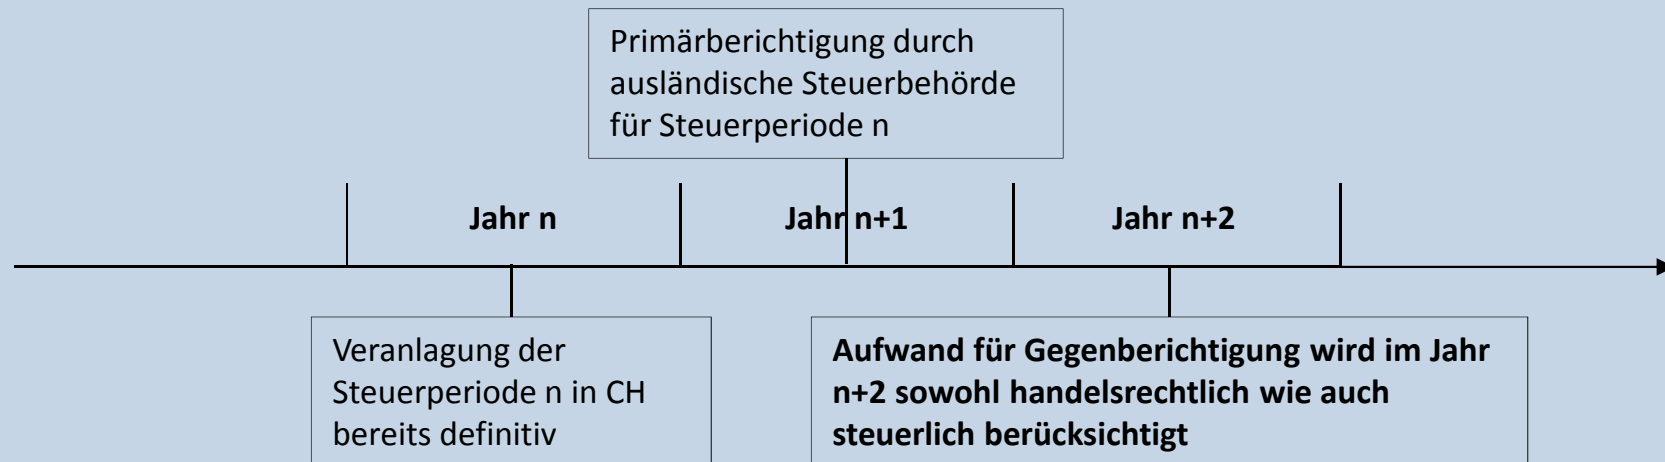 Primärberichtigung durch
ausländische Steuerbehörde
für Steuerperiode n
Jahr n
Jahr n+1
Jahr n+2
Veranlagung der
Steuerperiode n in CH
bereits definitiv
Aufwand für Gegenberichtigung wird im Jahr
n+2 sowohl handelsrechtlich wie auch
steuerlich berücksichtigt